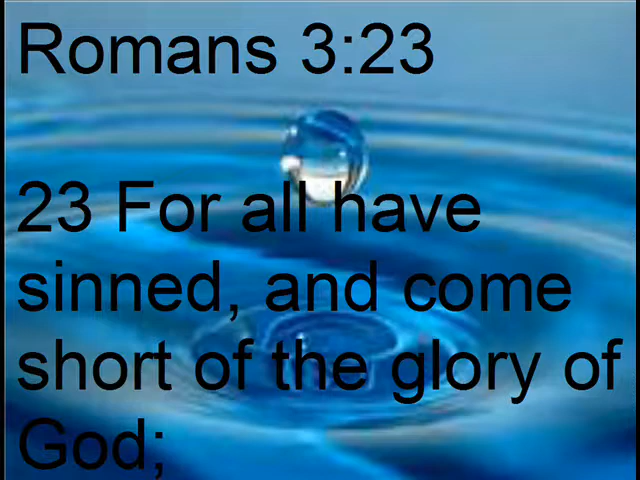 Romans 3:23
23 For all have
sinned, and come
short of the glory of
God;